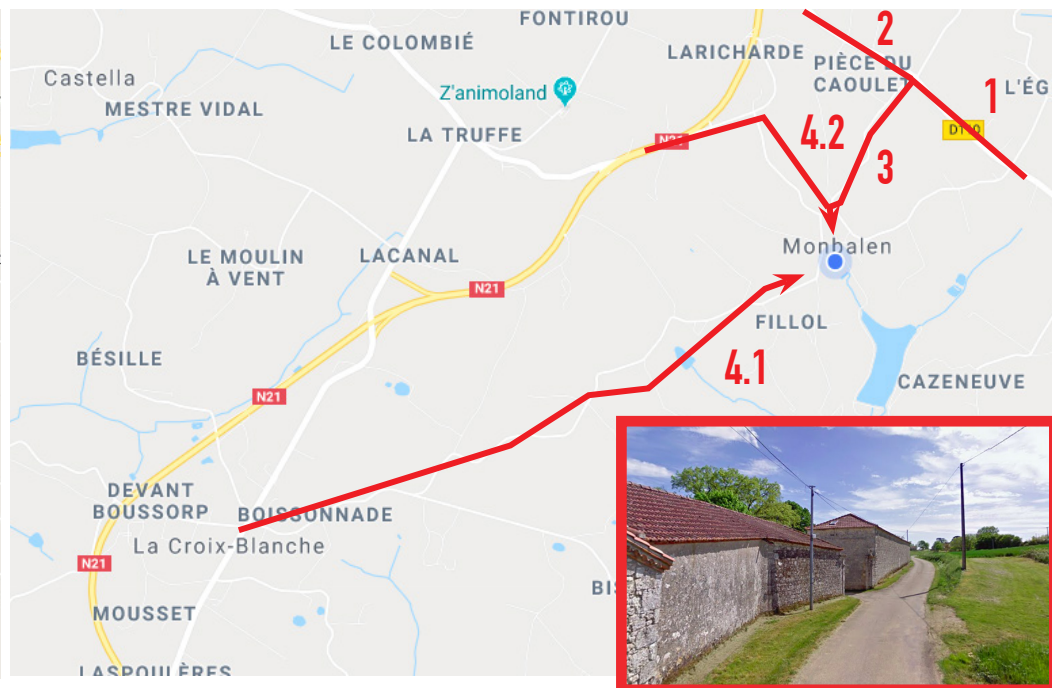 FONTIROU
2
LE COLOMBIÉ
LARICHARDE
PIÈCE DU
CAOULET
Castella
Z'animoland
1
L'ÉG
MESTRE VIDAL
LA TRUFFE
N21
4.2
3
LE MOULIN
À VENT
LACANAL
Monbalen
N21
FILLOL
BÉSILLE
4.1
CAZENEUVE
N21
DEVANT
BOUSSORP
BOISSONNADE
La Croix-Blanche
N21
BI
MOUSSET
LASPOULÈRES